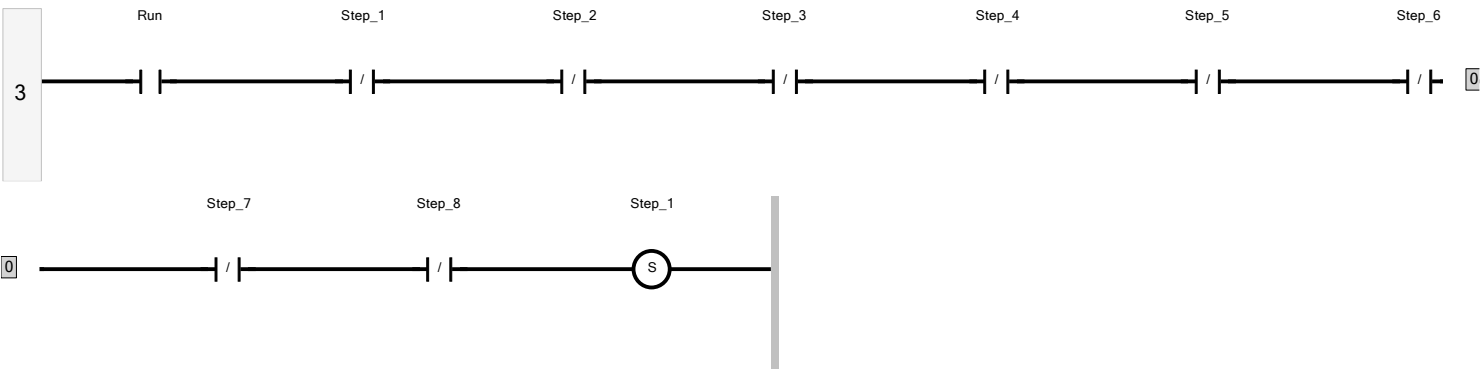 Run Step_1 Step_2 Step_3 Step_4 Step_5 Step_6
3 / / / / / / 0
Step_7 Step_8 Step_1
0 / / S